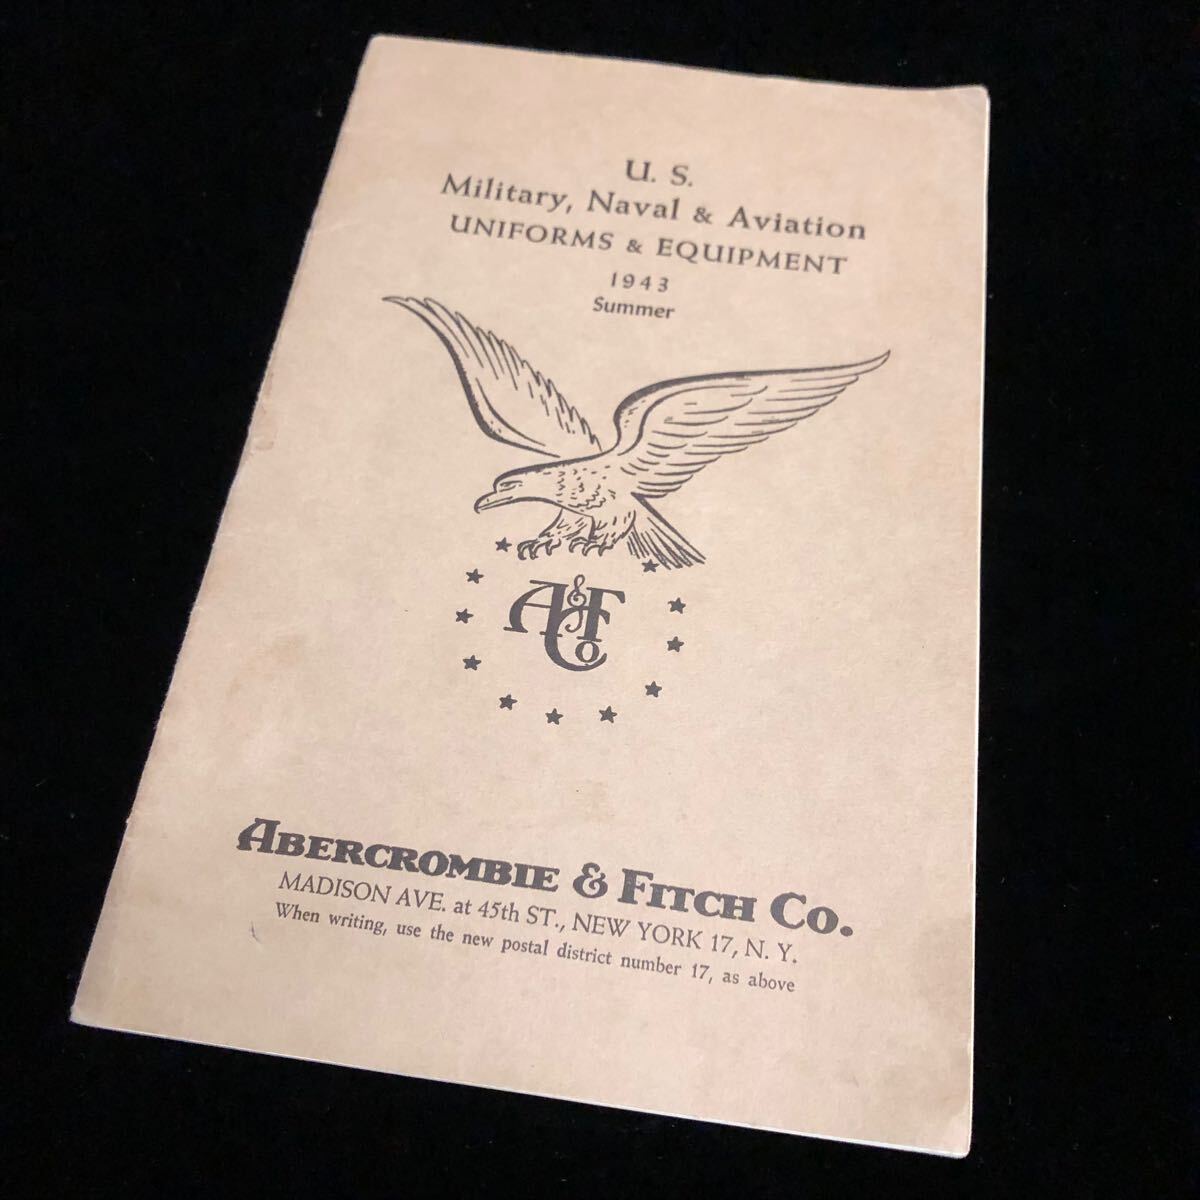 U. S.
Military, Naval & Aviation
UNIFORMS & EQUIPMENT
1943
Summer
A&F
Co
ABERCROMBIE & FITCH CO.
MADISON AVE. at 45th ST., NEW YORK 17, N. Y.
When writing, use the new postal district number 17, as above